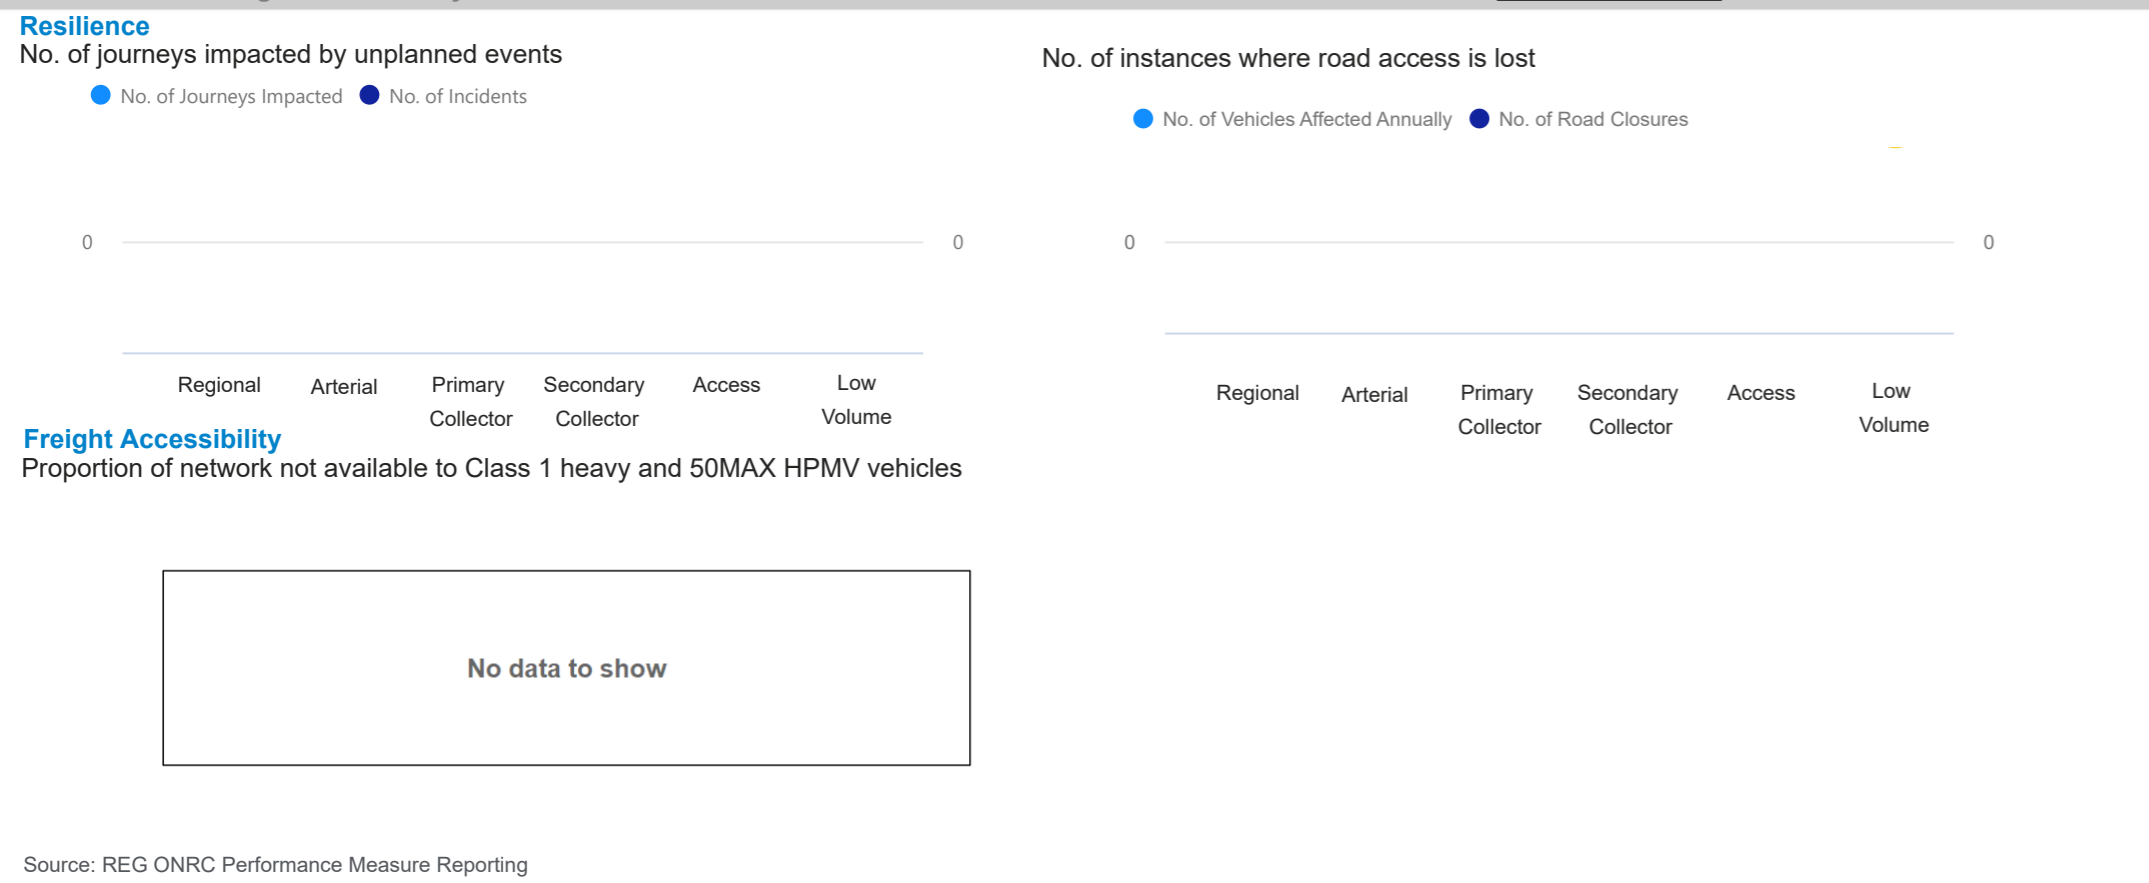 Resilience
No. of journeys impacted by unplanned events
No. of Journeys Impacted No. of Incidents
0 0
Regional Arterial Primary Secondary Access Low
Collector Collector Volume
No. of instances where road access is lost
No. of Vehicles Affected Annually No. of Road Closures
0 0
Regional Arterial Primary Secondary Access Low
Collector Collector Volume
Freight Accessibility
Proportion of network not available to Class 1 heavy and 50MAX HPMV vehicles
No data to show
Source: REG ONRC Performance Measure Reporting